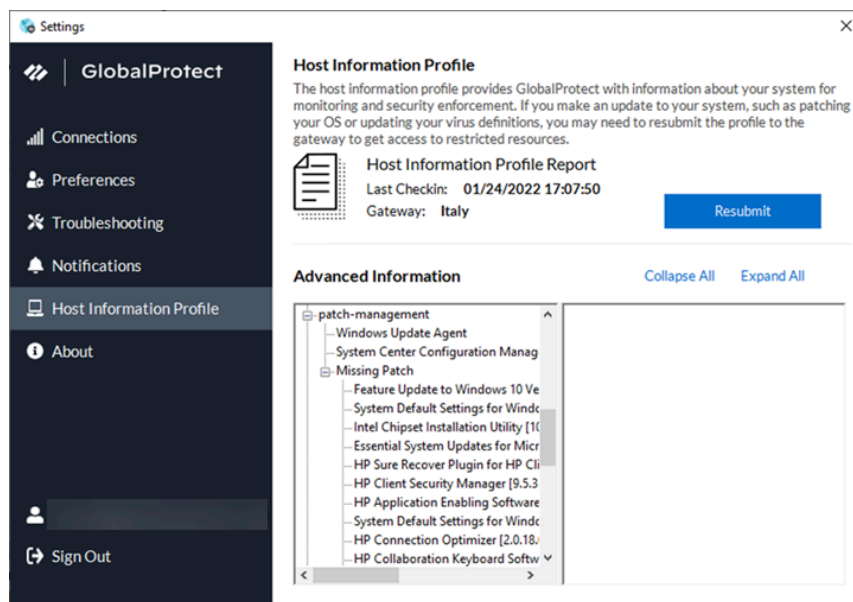 Settings
GlobalProtect
Connections
Preferences
Troubleshooting
Notifications
Host Information Profile
About
Sign Out
Host Information Profile
The host information profile provides GlobalProtect with information about your system for
monitoring and security enforcement. If you make an update to your system, such as patching
your OS or updating your virus definitions, you may need to resubmit the profile to the
gateway to get access to restricted resources.
Host Information Profile Report
Last Checkin: 01/24/2022 17:07:50
Gateway: Italy
Resubmit
Advanced Information
Collapse All
Expand All
patch-management
Windows Update Agent
System Center Configuration Manag
Missing Patch
Feature Update to Windows 10 Ve
System Default Settings for Windo
Intel Chipset Installation Utility [10
Essential System Updates for Micr
HP Sure Recover Plugin for HP Cli
HP Client Security Manager [9.5.3
HP Application Enabling Software
System Default Settings for Windo
HP Connection Optimizer [2.0.18.
HP Collaboration Keyboard Softw